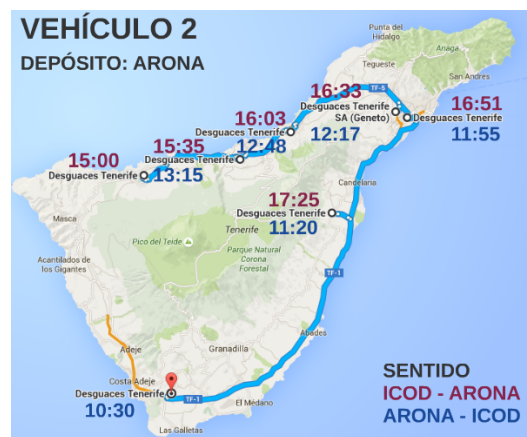 VEHÍCULO 2
DEPÓSITO: ARONA
Punta del
Hidalgo
Anaga
Tegueste
San Andres
TF-5
16:33
Desguaces Tenerife
SA (Geneto)
12:17
16:51
Desguaces Tenerife
11:55
16:03
Desguaces Tenerife
12:48
15:35
Desguaces Tenerife
13:15
15:00
Desguaces Tenerife
Candelaria
17:25
Desguaces Tenerife
11:20
Masca
Pico del Teide
Tenerife
Parque Natural
Corona
Forestal
Acantilados de
los Gigantes
TF-1
Abades
Adeje
Granadilla
Costa Adeje
Desguaces Tenerife
10:30
TF-1
El Médano
Las Galletas
SENTIDO
ICOD - ARONA
ARONA - ICOD